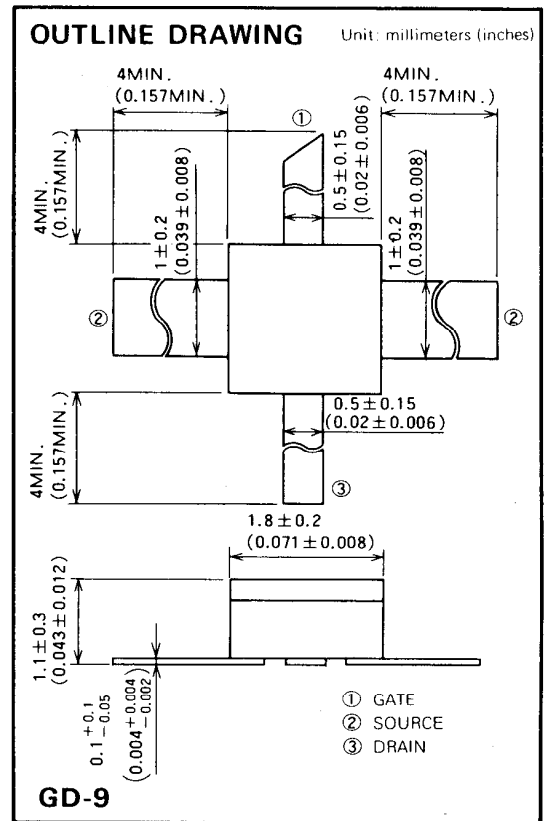 OUTLINE DRAWING
Unit: millimeters (inches)
4MIN.
(0.157MIN.)
4MIN.
(0.157MIN.)
①
4MIN.
(0.157MIN.)
1±0.2
(0.039±0.008)
0.5±0.15
(0.02±0.006)
1±0.2
(0.039±0.008)
②
②
4MIN.
(0.157MIN.)
0.5±0.15
(0.02±0.006)
③
1.8±0.2
(0.071±0.008)
1.1±0.3
(0.043±0.012)
0.1 +0.1 -0.05
(0.004 +0.004 -0.002)
① GATE
② SOURCE
③ DRAIN
GD-9